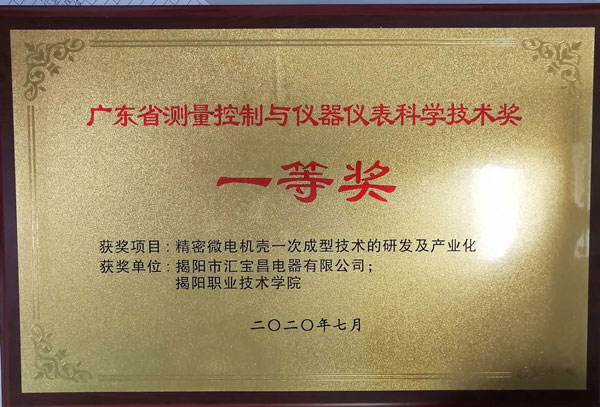 广东省测量控制与仪器仪表科学技术奖
一等奖
获奖项目：精密微电机壳一次成型技术的研发及产业化
获奖单位：揭阳市汇宝昌电器有限公司；
揭阳职业技术学院
二〇二〇年七月